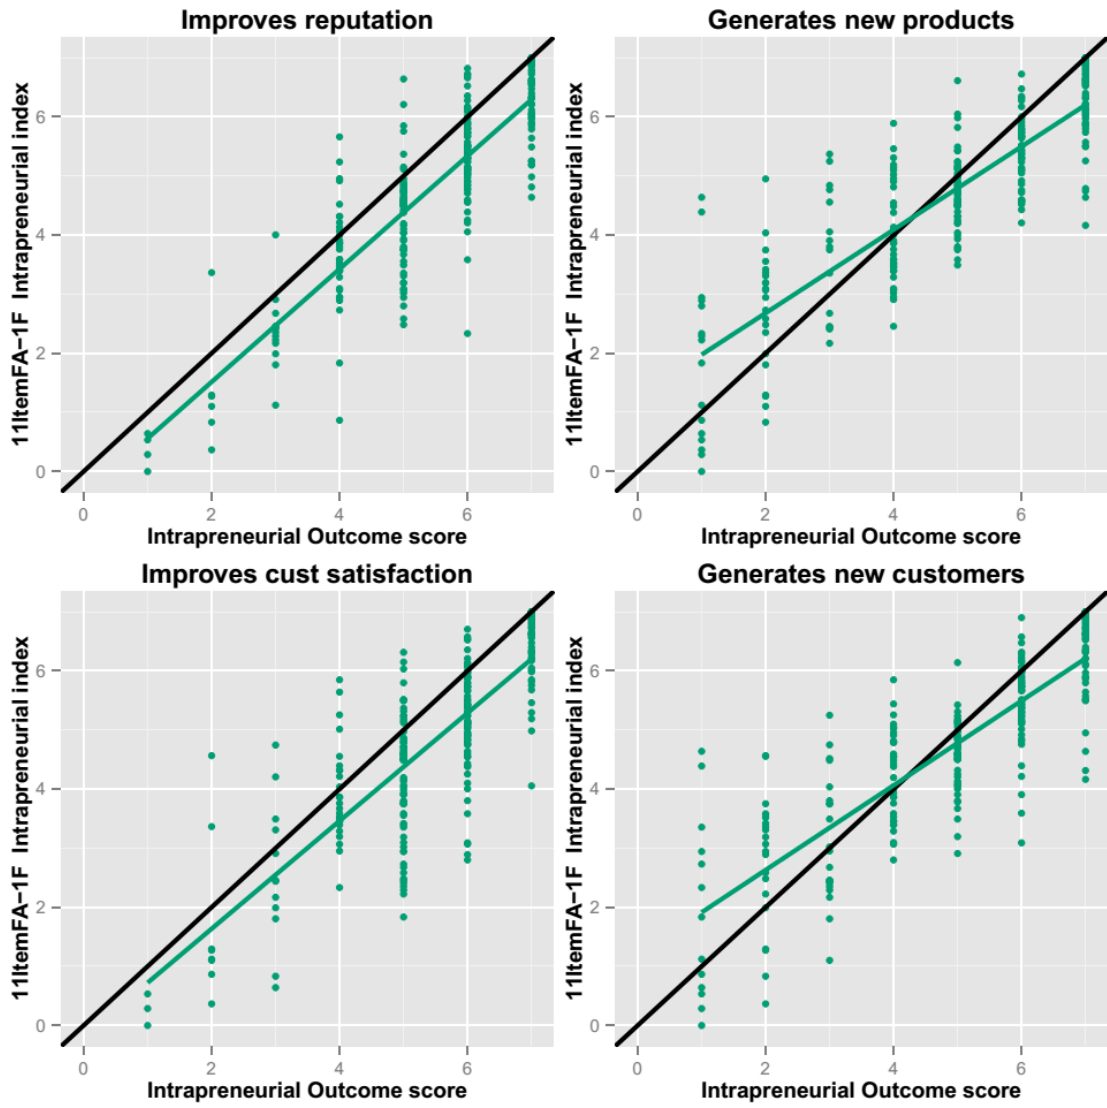 Improves reputation
11ItemFA−1F Intrapreneurial index
6
4
2
0
0 2 4 6
Intrapreneurial Outcome score
Generates new products
11ItemFA−1F Intrapreneurial index
6
4
2
0
0 2 4 6
Intrapreneurial Outcome score
Improves cust satisfaction
11ItemFA−1F Intrapreneurial index
6
4
2
0
0 2 4 6
Intrapreneurial Outcome score
Generates new customers
11ItemFA−1F Intrapreneurial index
6
4
2
0
0 2 4 6
Intrapreneurial Outcome score